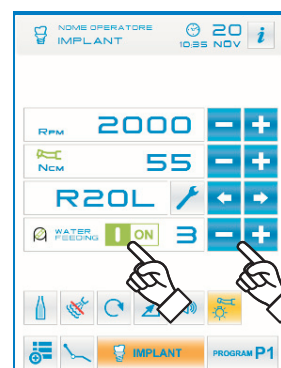 NOME OPERATORE
IMPLANT
10:35
20
NOV
i
RPM 2000 - +
NCM 55 - +
R20L
WATER FEEDING I ON 3 - +
IMPLANT
PROGRAM P1